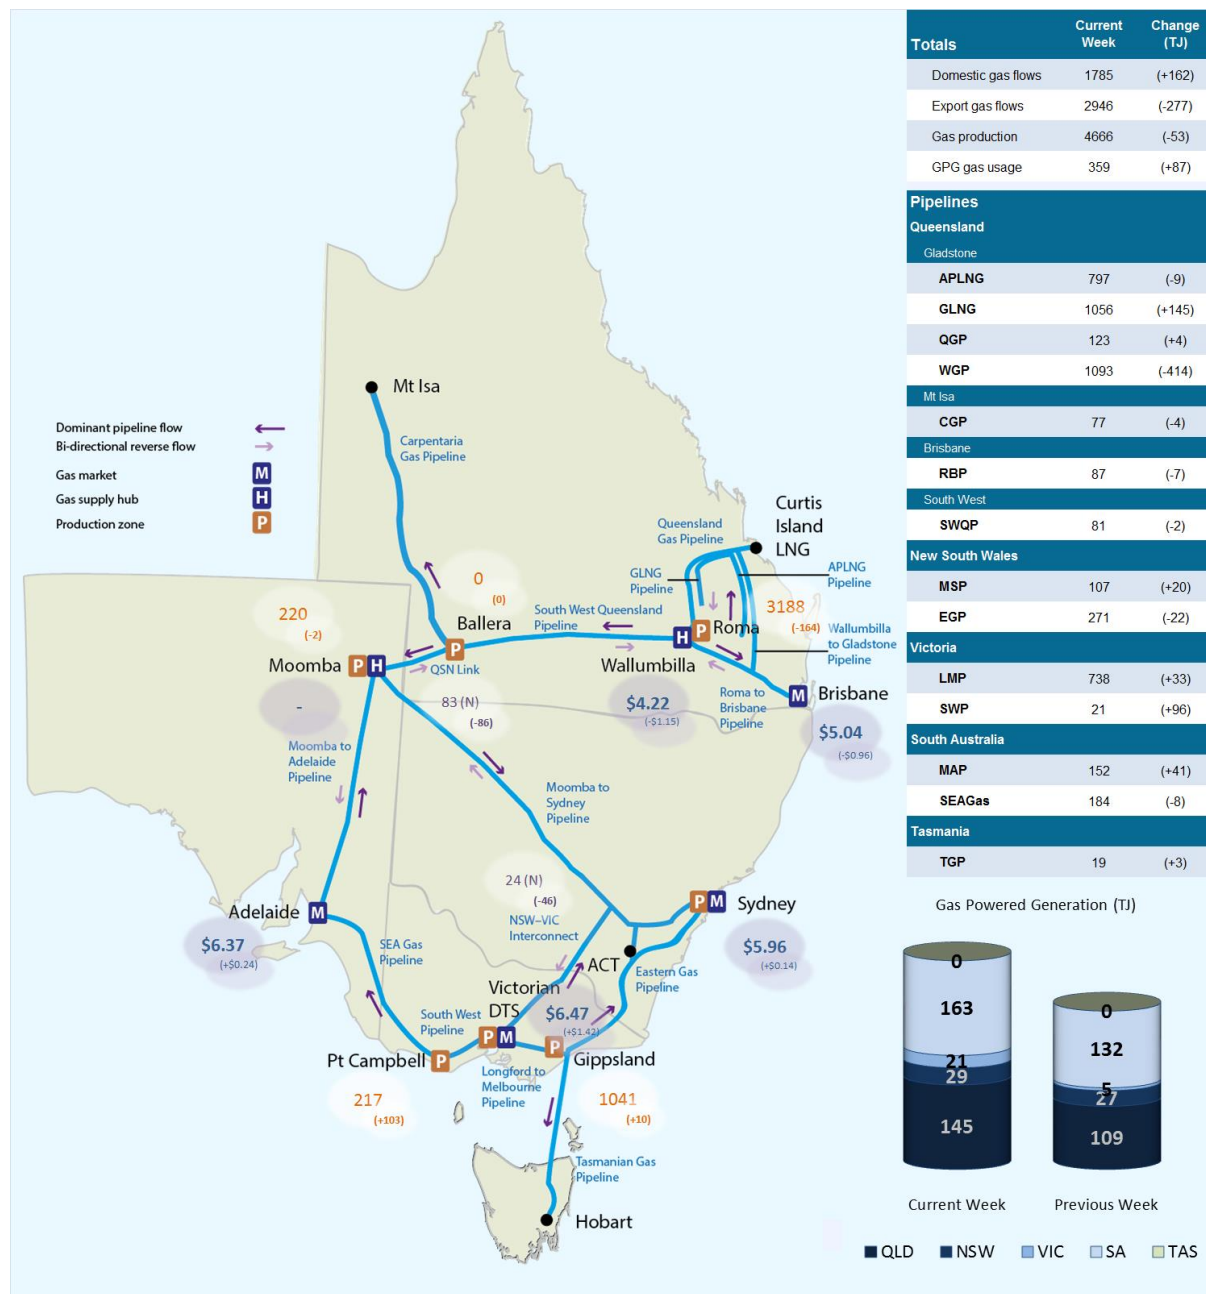 Mt Isa
Dominant pipeline flow
Bi-directional reverse flow
Gas market M
Gas supply hub H
Production zone P
Carpentaria
Gas Pipeline
Curtis
Island
LNG
Queensland
Gas Pipeline
APLNG
Pipeline
GLNG
Pipeline
0
(0)
220
(-2)
3188
(-164)
South West Queensland
Pipeline
Ballera
P
H
P
Roma
Wallumbilla
to Gladstone
Pipeline
Moomba
P
H
QSN Link
Wallumbilla
Roma to
Brisbane
Pipeline
M
Brisbane
83 (N)
(-86)
$4.22
(-$1.15)
-
$5.04
(-$0.96)
Moomba to
Adelaide
Pipeline
Moomba to
Sydney
Pipeline
24 (N)
(-46)
NSW–VIC
Interconnect
Adelaide
M
P
M
Sydney
$6.37
(+$0.24)
SEA Gas
Pipeline
$5.96
(+$0.14)
ACT
Eastern Gas
Pipeline
Victorian
DTS
$6.47
(+$1.42)
South West
Pipeline
P
M
P
Gippsland
Pt Campbell
P
Longford to
Melbourne
Pipeline
217
(+103)
1041
(+10)
Tasmanian Gas
Pipeline
Hobart
Totals Current Week Change (TJ)
Domestic gas flows 1785 (+162)
Export gas flows 2946 (-277)
Gas production 4666 (-53)
GPG gas usage 359 (+87)
Pipelines
Queensland
Gladstone
APLNG 797 (-9)
GLNG 1056 (+145)
QGP 123 (+4)
WGP 1093 (-414)
Mt Isa
CGP 77 (-4)
Brisbane
RBP 87 (-7)
South West
SWQP 81 (-2)
New South Wales
MSP 107 (+20)
EGP 271 (-22)
Victoria
LMP 738 (+33)
SWP 21 (+96)
South Australia
MAP 152 (+41)
SEAGas 184 (-8)
Tasmania
TGP 19 (+3)
Gas Powered Generation (TJ)
0
163
21
29
145
0
132
5
27
109
Current Week
Previous Week
QLD NSW VIC SA TAS